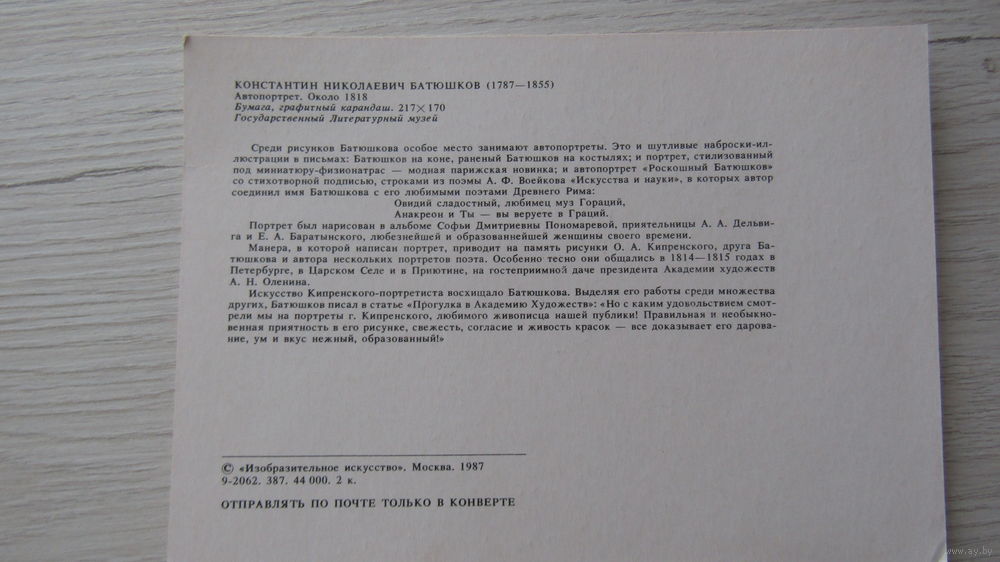 КОНСТАНТИН НИКОЛАЕВИЧ БАТЮШКОВ (1787—1855)
Автопортрет. Около 1818
Бумага, графитный карандаш. 217×170
Государственный Литературный музей
Среди рисунков Батюшкова особое место занимают автопортреты. Это и шутливые наброски-ил-
люстрации в письмах: Батюшков на коне, раненый Батюшков на костылях; и портрет, стилизованный
под миниатюру-физионатрас — модная парижская новинка; и автопортрет «Роскошный Батюшков»
со стихотворной подписью, строками из поэмы А. Ф. Воейкова «Искусства и науки», в которых автор
соединил имя Батюшкова с его любимыми поэтами Древнего Рима:
Овидий сладостный, любимец муз Гораций,
Анакреон и Ты — вы веруете в Граций.
Портрет был нарисован в альбоме Софьи Дмитриевны Пономаревой, приятельницы А. А. Дельви-
га и Е. А. Баратынского, любезнейшей и образованнейшей женщины своего времени.
Манера, в которой написан портрет, приводит на память рисунки О. А. Кипренского, друга Ба-
тюшкова и автора нескольких портретов поэта. Особенно тесно они общались в 1814—1815 годах в
Петербурге, в Царском Селе и в Приютине, на гостеприимной даче президента Академии художеств
А. Н. Оленина.
Искусство Кипренского-портретиста восхищало Батюшкова. Выделяя его работы среди множества
других, Батюшков писал в статье «Прогулка в Академию Художеств»: «Но с каким удовольствием смот-
рели мы на портреты г. Кипренского, любимого живописца нашей публики! Правильная и необыкно-
венная приятность в его рисунке, свежесть, согласие и живость красок — все доказывает его дарова-
ние, ум и вкус нежный, образованный!»
© «Изобразительное искусство». Москва. 1987
9-2062. 387. 44 000. 2 к.
ОТПРАВЛЯТЬ ПО ПОЧТЕ ТОЛЬКО В КОНВЕРТЕ
www.ay.by